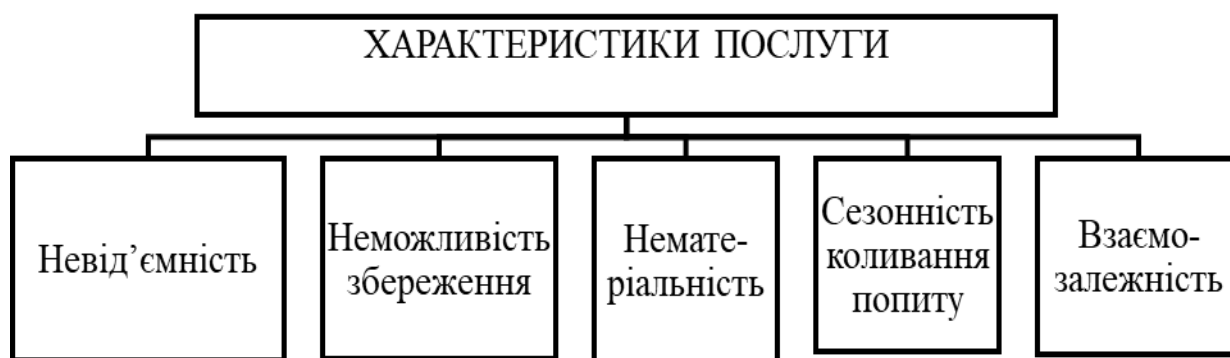 ХАРАКТЕРИСТИКИ ПОСЛУГИ
Невід’ємність
Неможливість
збереження
Немате-
ріальність
Сезонність
коливання
попиту
Взаємо-
залежність